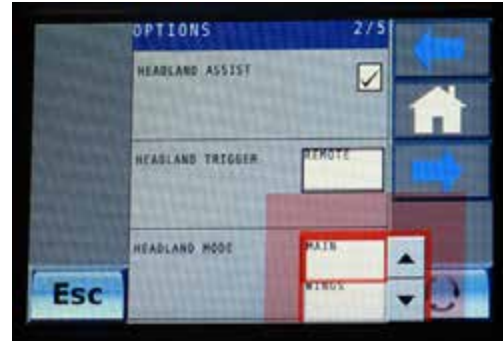 OPTIONS 2/5
HEADLAND ASSIST
HEADLAND TRIGGER REMOTE
HEADLAND MODE MAIN
WINGS
Esc